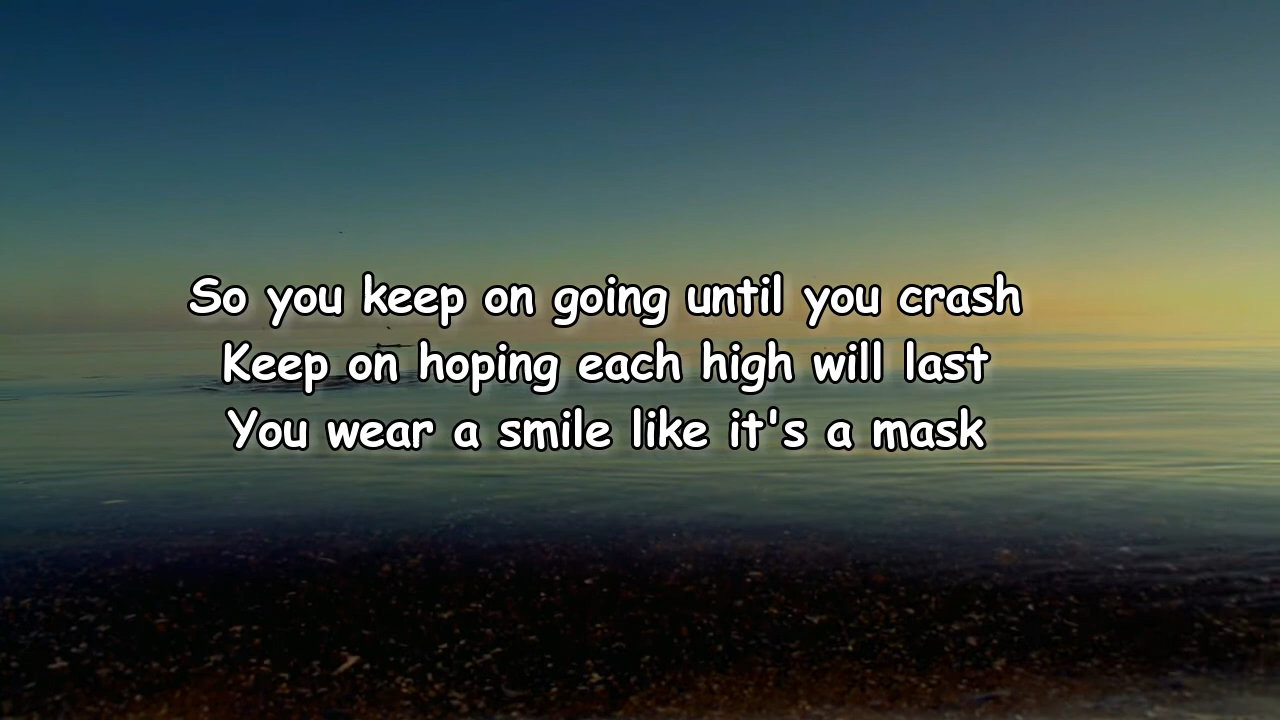 So you keep on going until you crash
Keep on hoping each high will last
You wear a smile like it's a mask